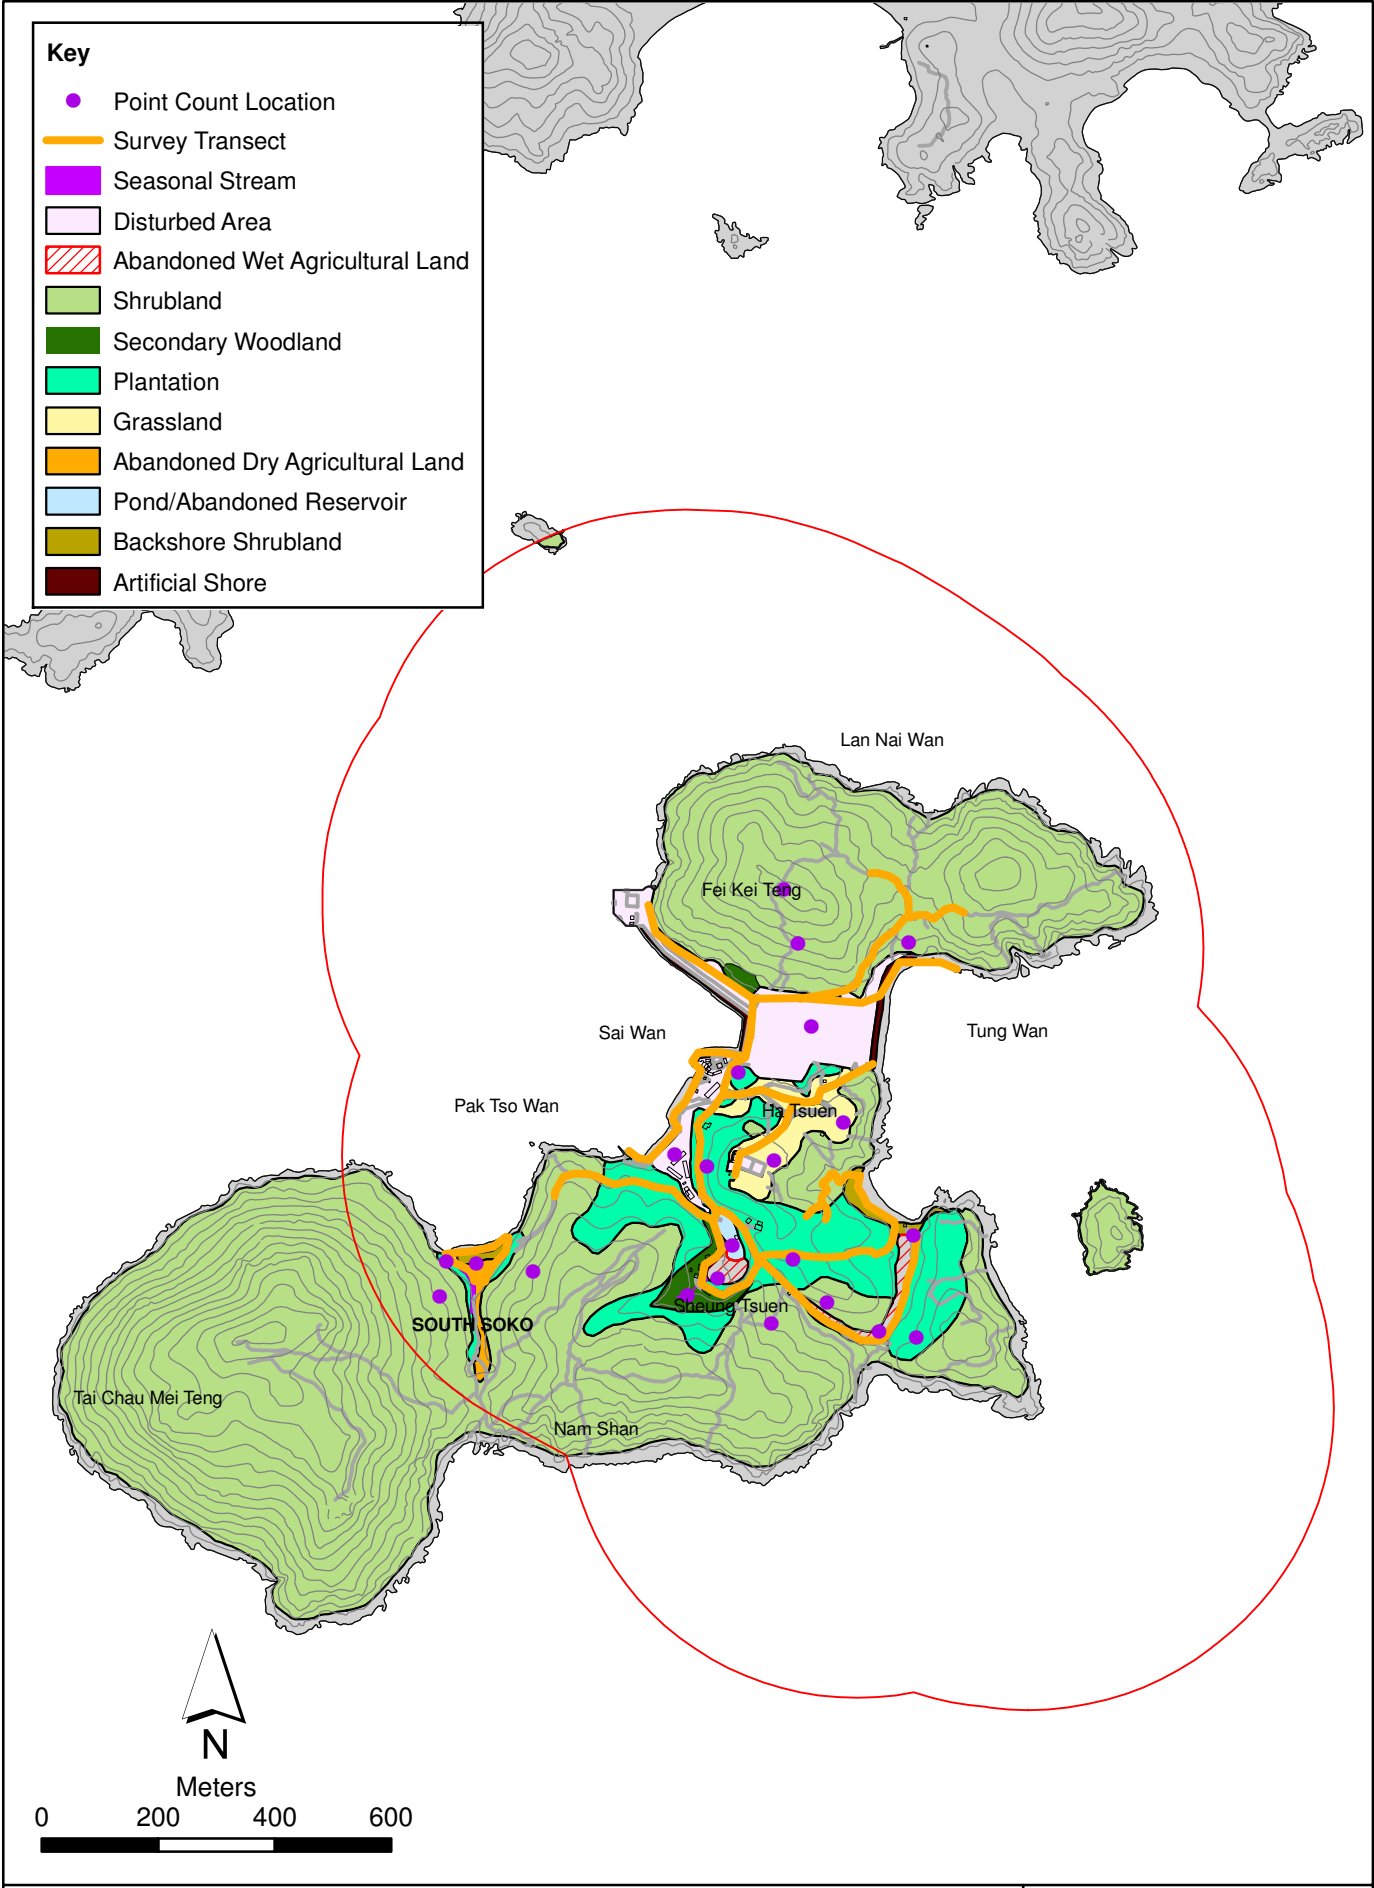 Key
Point Count Location
Survey Transect
Seasonal Stream
Disturbed Area
Abandoned Wet Agricultural Land
Shrubland
Secondary Woodland
Plantation
Grassland
Abandoned Dry Agricultural Land
Pond/Abandoned Reservoir
Backshore Shrubland
Artificial Shore
Lan Nai Wan
Fei Kei Teng
Sai Wan
Tung Wan
Pak Tso Wan
Ha Tsuen
Sheung Tsuen
SOUTH SOKO
Tai Chau Mei Teng
Nam Shan
N
Meters
0 200 400 600